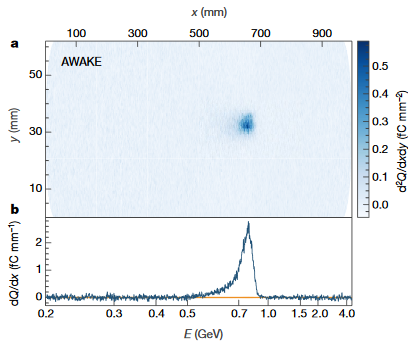 x (mm)
100 300 500 700 900
a
AWAKE
50
30
10
y (mm)
0.5
0.4
0.3
0.2
0.1
0.0
d²Q/dxdy (fC mm⁻²)
b
2
1
0
dQ/dx (fC mm⁻¹)
0.2 0.3 0.4 0.5 0.7 1.0 1.5 2.0 4.0
E (GeV)